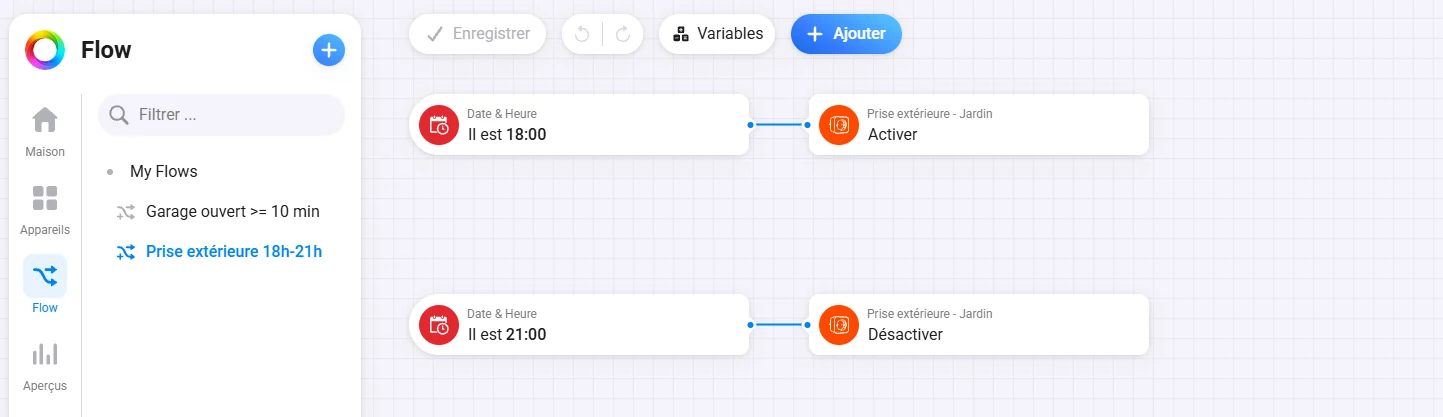 Flow
Enregistrer
Variables
Ajouter
Maison
Appareils
Flow
Aperçus
Filtrer ...
My Flows
Garage ouvert >= 10 min
Prise extérieure 18h-21h
Date & Heure
Il est 18:00
Prise extérieure - Jardin
Activer
Date & Heure
Il est 21:00
Prise extérieure - Jardin
Désactiver